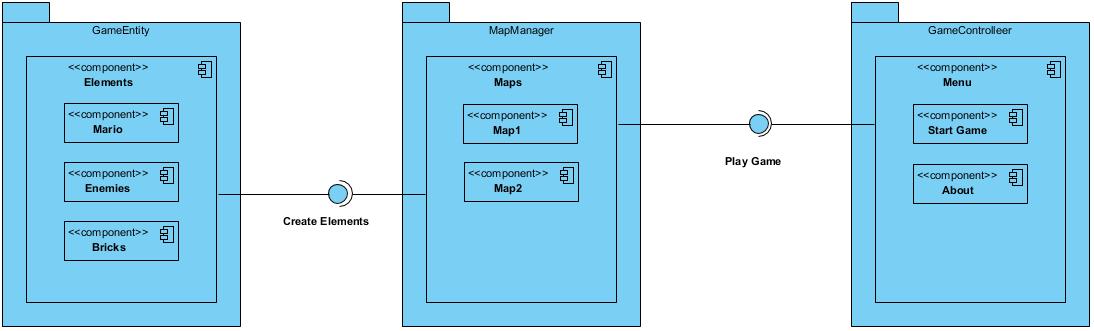 GameEntity
<<component>>
Elements
<<component>>
Mario
<<component>>
Enemies
<<component>>
Bricks
Create Elements
MapManager
<<component>>
Maps
<<component>>
Map1
<<component>>
Map2
Play Game
GameControlleer
<<component>>
Menu
<<component>>
Start Game
<<component>>
About